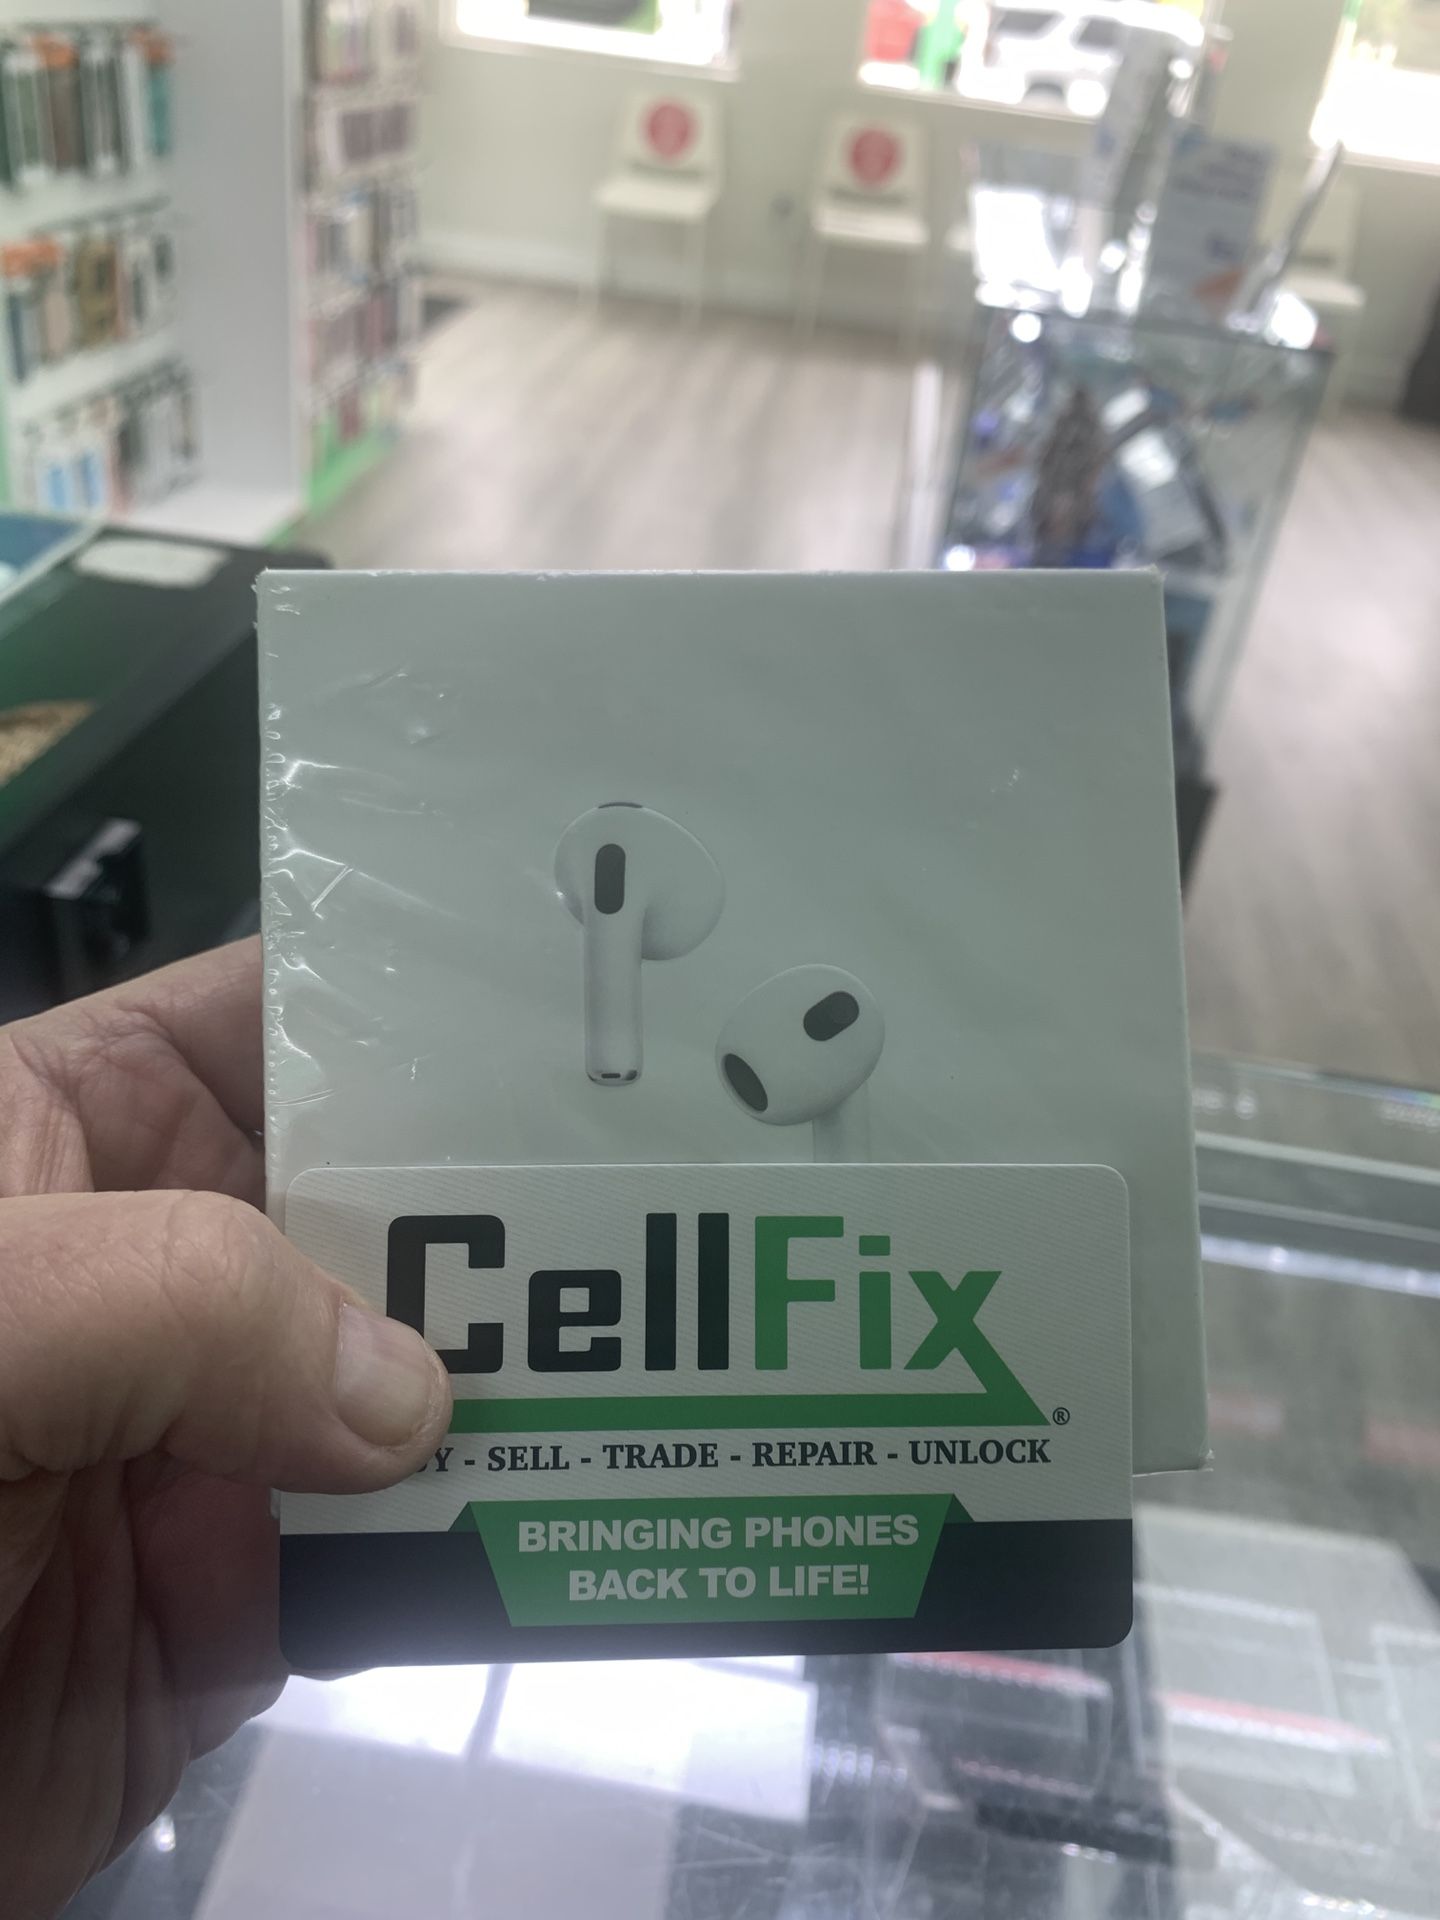 CellFix®
Y - SELL - TRADE - REPAIR - UNLOCK
BRINGING PHONES
BACK TO LIFE!